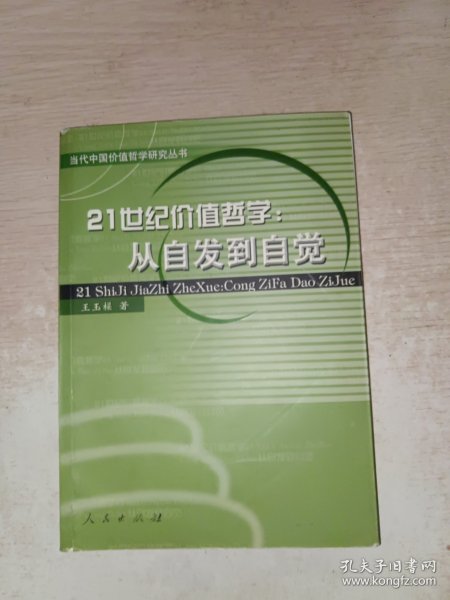 当代中国价值哲学研究丛书
21世纪价值哲学:
从自发到自觉
21 ShiJi JiaZhi ZheXue:Cong ZiFa Dao ZiJue
王玉樑 著
人民出版社
孔夫子旧书网
www.kongfz.com